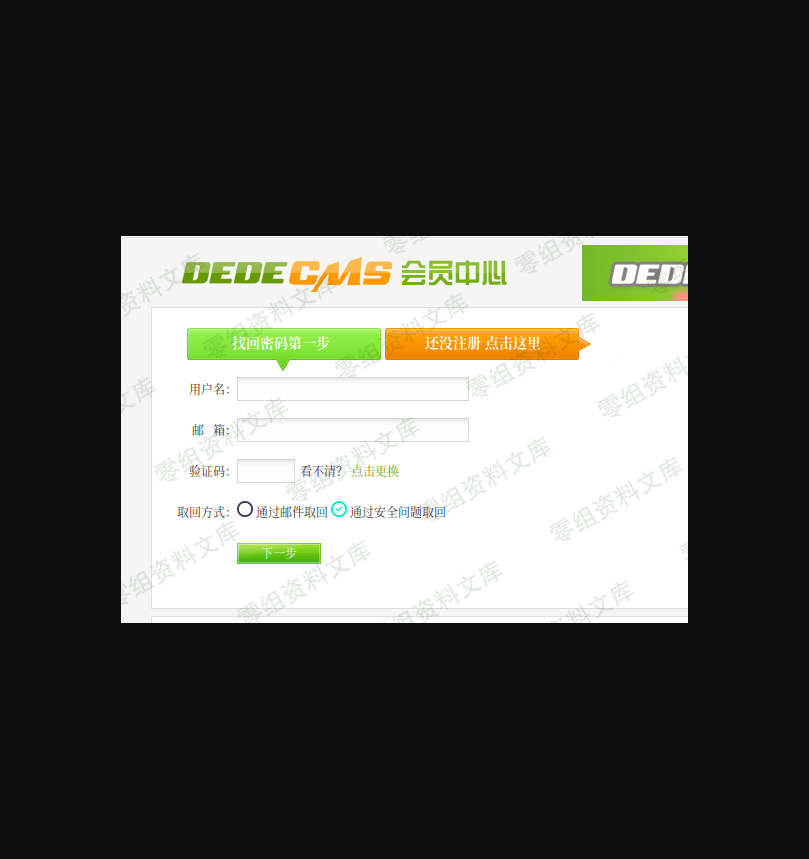 DEDECMS 会员中心
DED
找回密码第一步
还没注册 点击这里
用户名：
邮 箱：
验证码： 看不清？ 点击更换
取回方式： 通过邮件取回 通过安全问题取回
下一步
零组资料文库